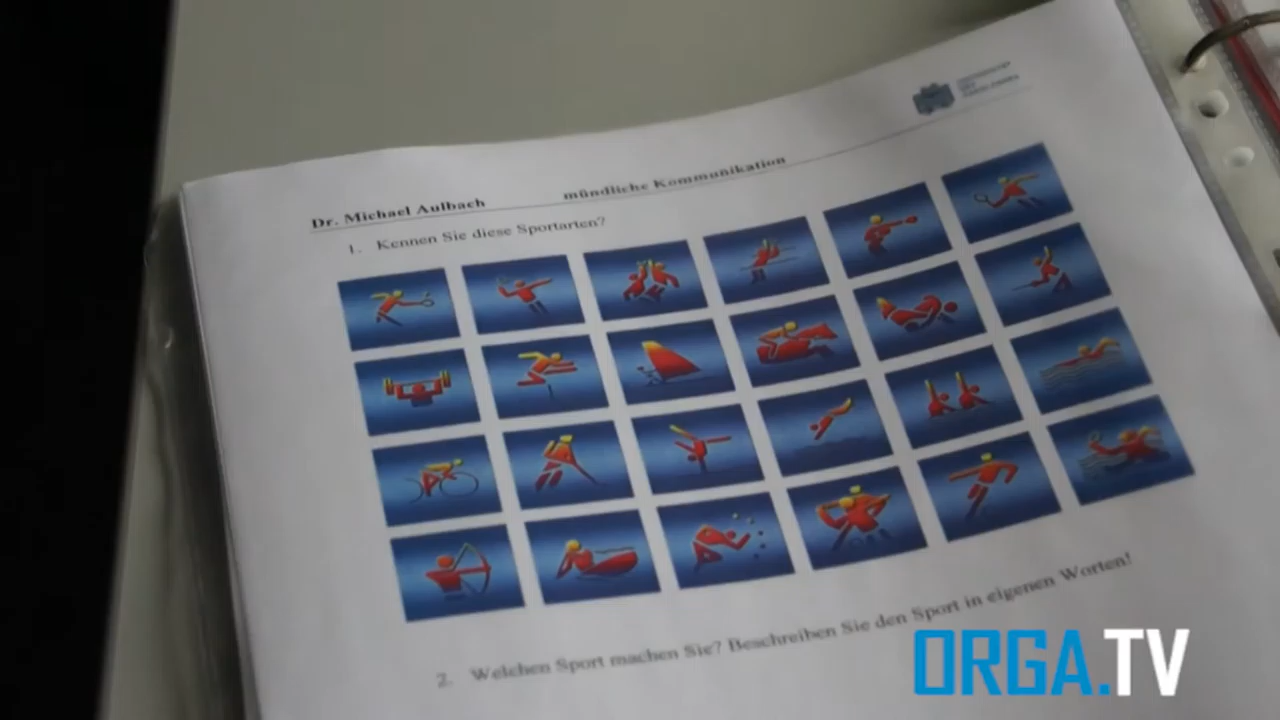 Dr. Michael Aulbach mündliche Kommunikation
1. Kennen Sie diese Sportarten?
2. Welchen Sport machen Sie? Beschreiben Sie den Sport in eigenen Worten!
ORGA.TV